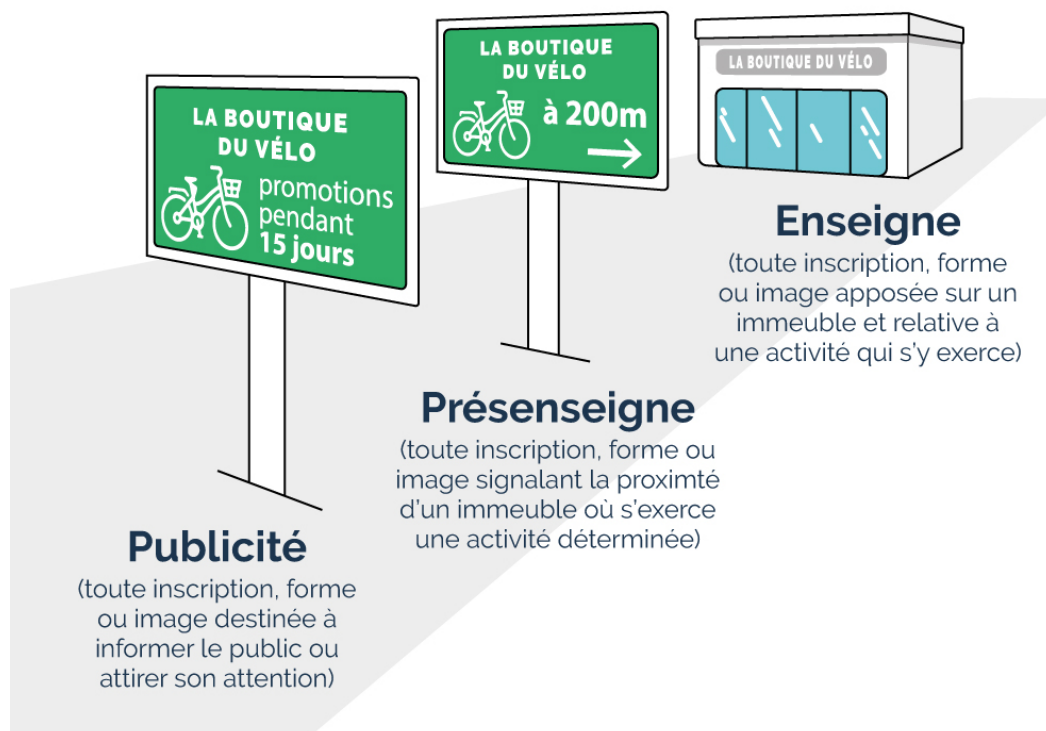 LA BOUTIQUE
DU VÉLO
promotions
pendant
15 jours
Publicité
(toute inscription, forme
ou image destinée à
informer le public ou
attirer son attention)
LA BOUTIQUE
DU VÉLO
à 200m
Présenseigne
(toute inscription, forme ou
image signalant la proximté
d'un immeuble où s'exerce
une activité déterminée)
LA BOUTIQUE DU VÉLO
Enseigne
(toute inscription, forme
ou image apposée sur un
immeuble et relative à
une activité qui s'y exerce)